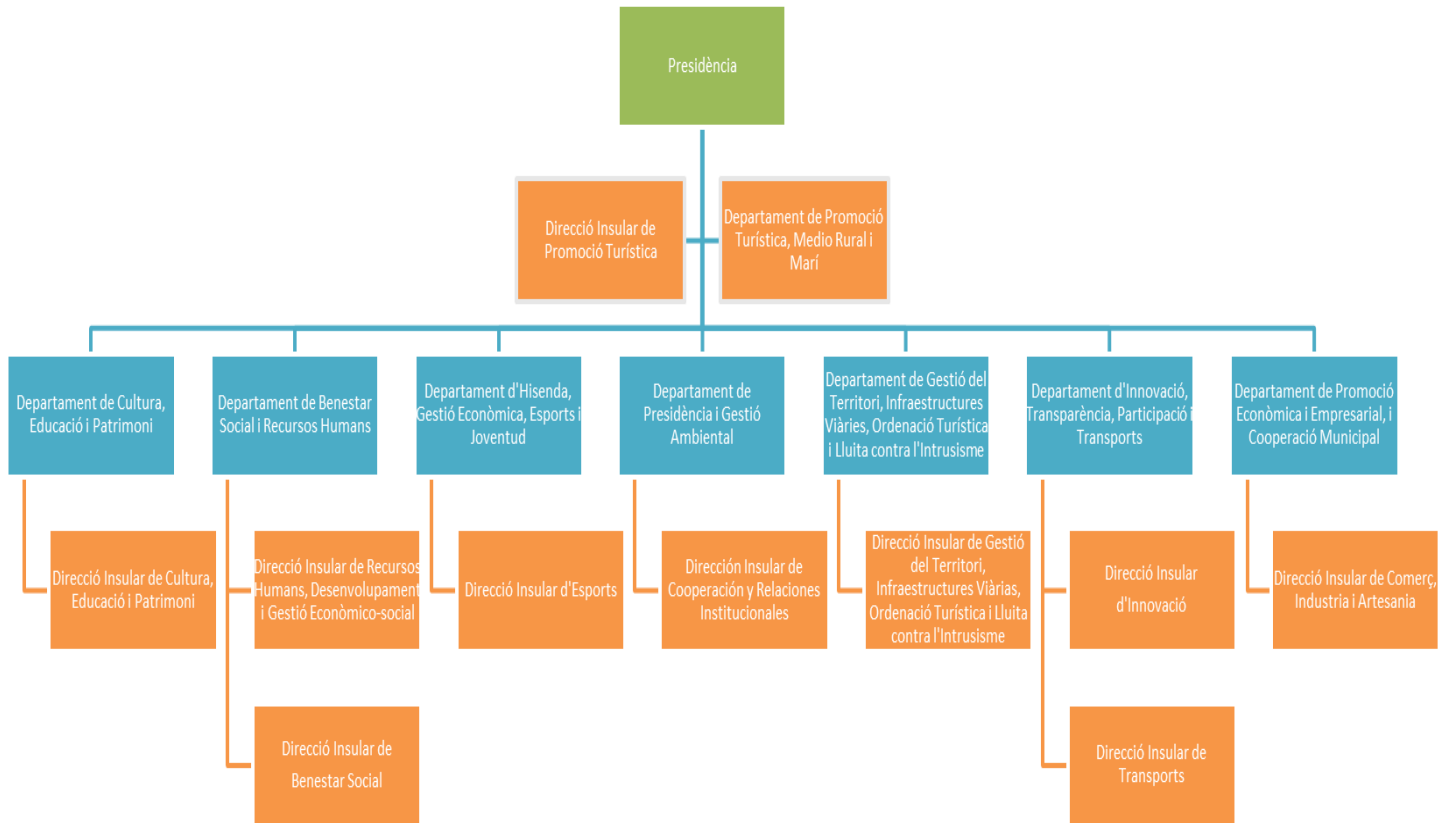 Presidència
Direcció Insular de
Promoció Turística
Departament de Promoció
Turística, Medio Rural i
Marí
Departament de Cultura,
Educació i Patrimoni
Departament de Benestar
Social i Recursos Humans
Departament d'Hisenda,
Gestió Econòmica, Esports i
Joventud
Departament de
Presidència i Gestió
Ambiental
Departament de Gestió del
Territori, Infraestructures
Viàries, Ordenació Turística
i Lluita contra l'Intrusisme
Departament d'Innovació,
Transparència, Participació i
Transports
Departament de Promoció
Econòmica i Empresarial, i
Cooperació Municipal
Direcció Insular de Cultura,
Educació i Patrimoni
Direcció Insular de Recursos
Humans, Desenvolupament
i Gestió Econòmico-social
Direcció Insular d'Esports
Dirección Insular de
Cooperación y Relaciones
Institucionales
Direcció Insular de Gestió
del Territori,
Infraestructures Viàrias,
Ordenació Turística i Lluita
contra l'Intrusisme
Direcció Insular
d'Innovació
Direcció Insular de Comerç,
Industria i Artesania
Direcció Insular de
Benestar Social
Direcció Insular de
Transports